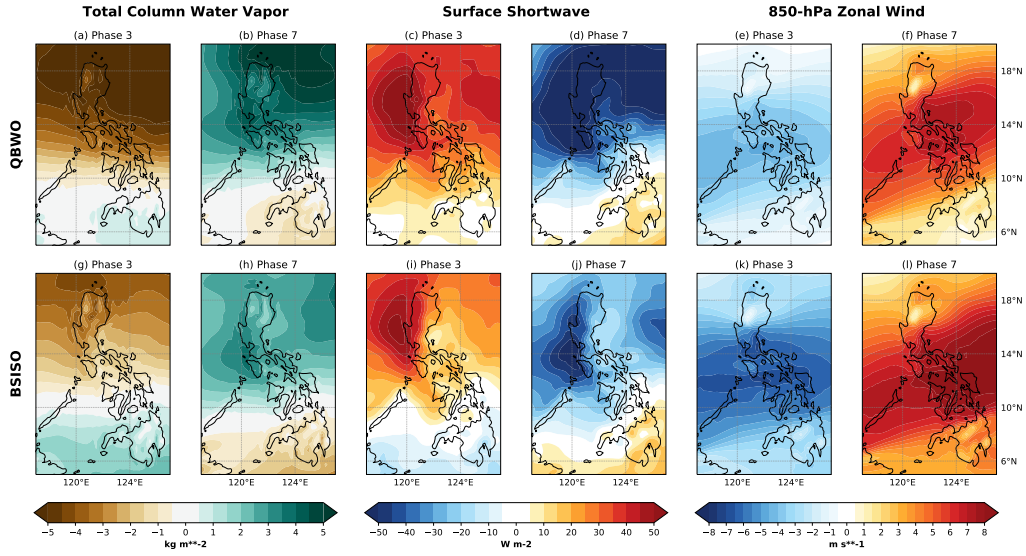 Total Column Water Vapor
Surface Shortwave
850-hPa Zonal Wind
(a) Phase 3
(b) Phase 7
(c) Phase 3
(d) Phase 7
(e) Phase 3
(f) Phase 7
QBWO
18°N
14°N
10°N
6°N
(g) Phase 3
(h) Phase 7
(i) Phase 3
(j) Phase 7
(k) Phase 3
(l) Phase 7
BSISO
18°N
14°N
10°N
6°N
120°E 124°E
120°E 124°E
120°E 124°E
120°E 124°E
120°E 124°E
120°E 124°E
−5 −4 −3 −2 −1 0 1 2 3 4 5
kg m**-2
−50 −40 −30 −20 −10 0 10 20 30 40 50
W m-2
−8 −7 −6 −5 −4 −3 −2 −1 0 1 2 3 4 5 6 7 8
m s**-1